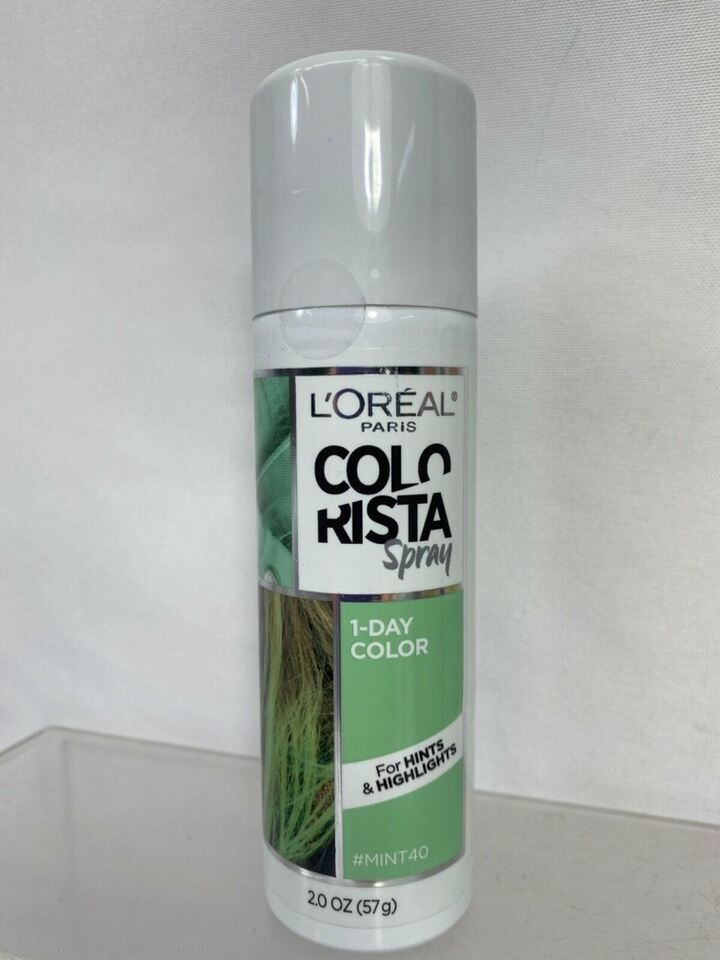 L'ORÉAL®
PARIS
COLO
RISTA
Spray
1-DAY
COLOR
For HINTS
& HIGHLIGHTS
#MINT40
2.0 OZ (57g)